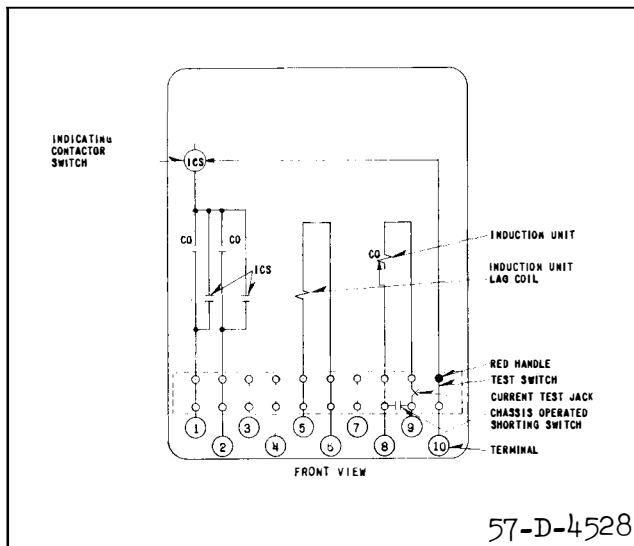 INDICATING
CONTACTOR
SWITCH
ICS
CO
CO
ICS
CO
INDUCTION UNIT
INDUCTION UNIT
LAG COIL
RED HANDLE
TEST SWITCH
CURRENT TEST JACK
CHASSIS OPERATED
SHORTING SWITCH
TERMINAL
1
3
5
7
9
2
4
6
8
10
FRONT VIEW
57-D-4528